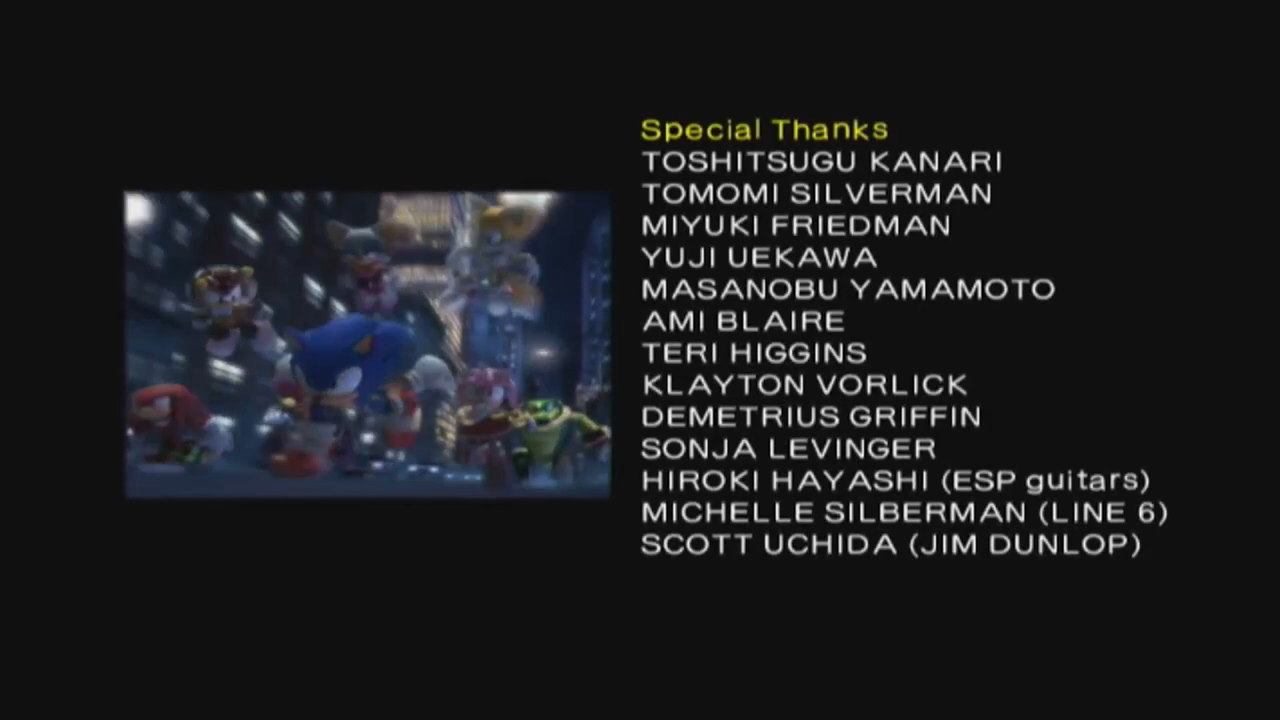 Special Thanks
TOSHITSUGU KANARI
TOMOMI SILVERMAN
MIYUKI FRIEDMAN
YUJI UEKAWA
MASANOBU YAMAMOTO
AMI BLAIRE
TERI HIGGINS
KLAYTON VORLICK
DEMETRIUS GRIFFIN
SONJA LEVINGER
HIROKI HAYASHI (ESP guitars)
MICHELLE SILBERMAN (LINE 6)
SCOTT UCHIDA (JIM DUNLOP)